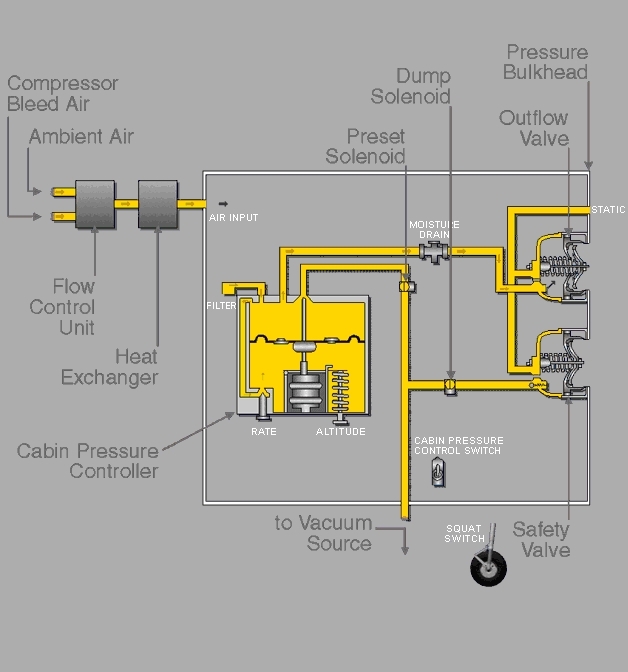 Pressure
Bulkhead
Dump
Solenoid
Compressor
Bleed Air
Outflow
Valve
Ambient Air
Preset
Solenoid
STATIC
AIR INPUT
MOISTURE
DRAIN
Flow
Control
Unit
FILTER
Heat
Exchanger
RATE
ALTITUDE
CABIN PRESSURE
CONTROL SWITCH
Cabin Pressure
Controller
to Vacuum
Source
SQUAT
SWITCH
Safety
Valve